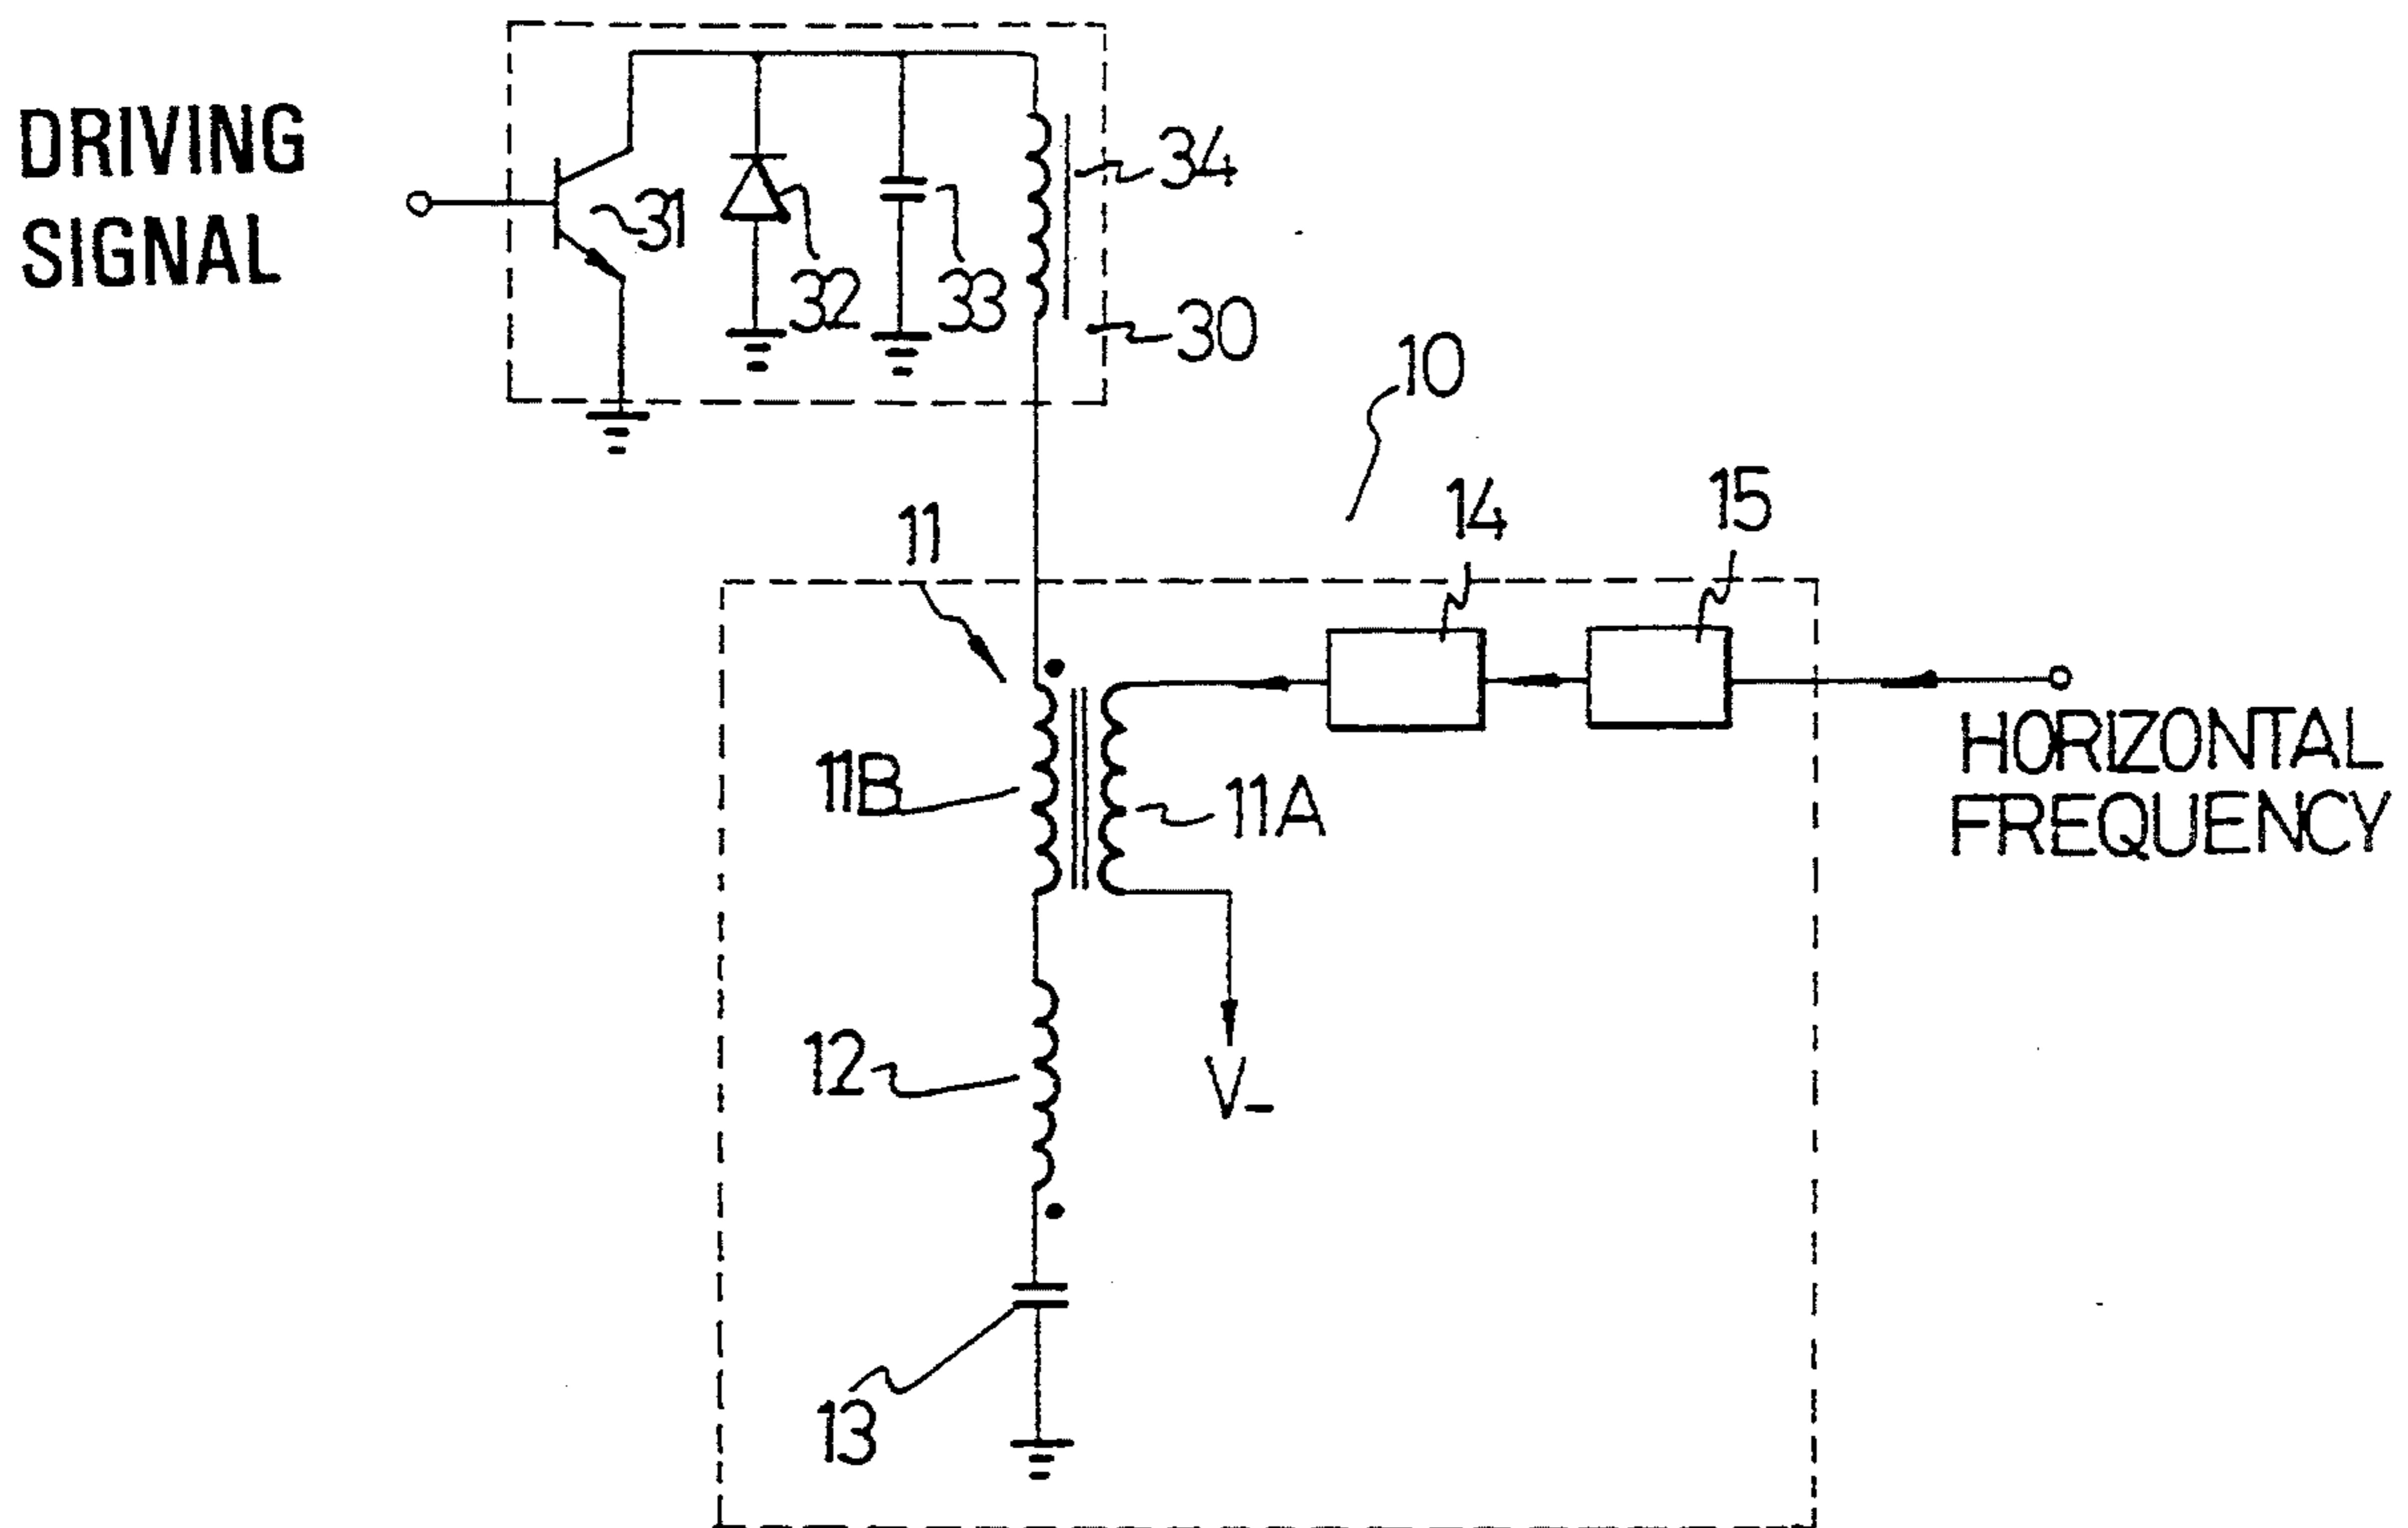 DRIVING
SIGNAL
31
32
33
34
30
10
11
14
15
11B
11A
HORIZONTAL
FREQUENCY
12
V-
13